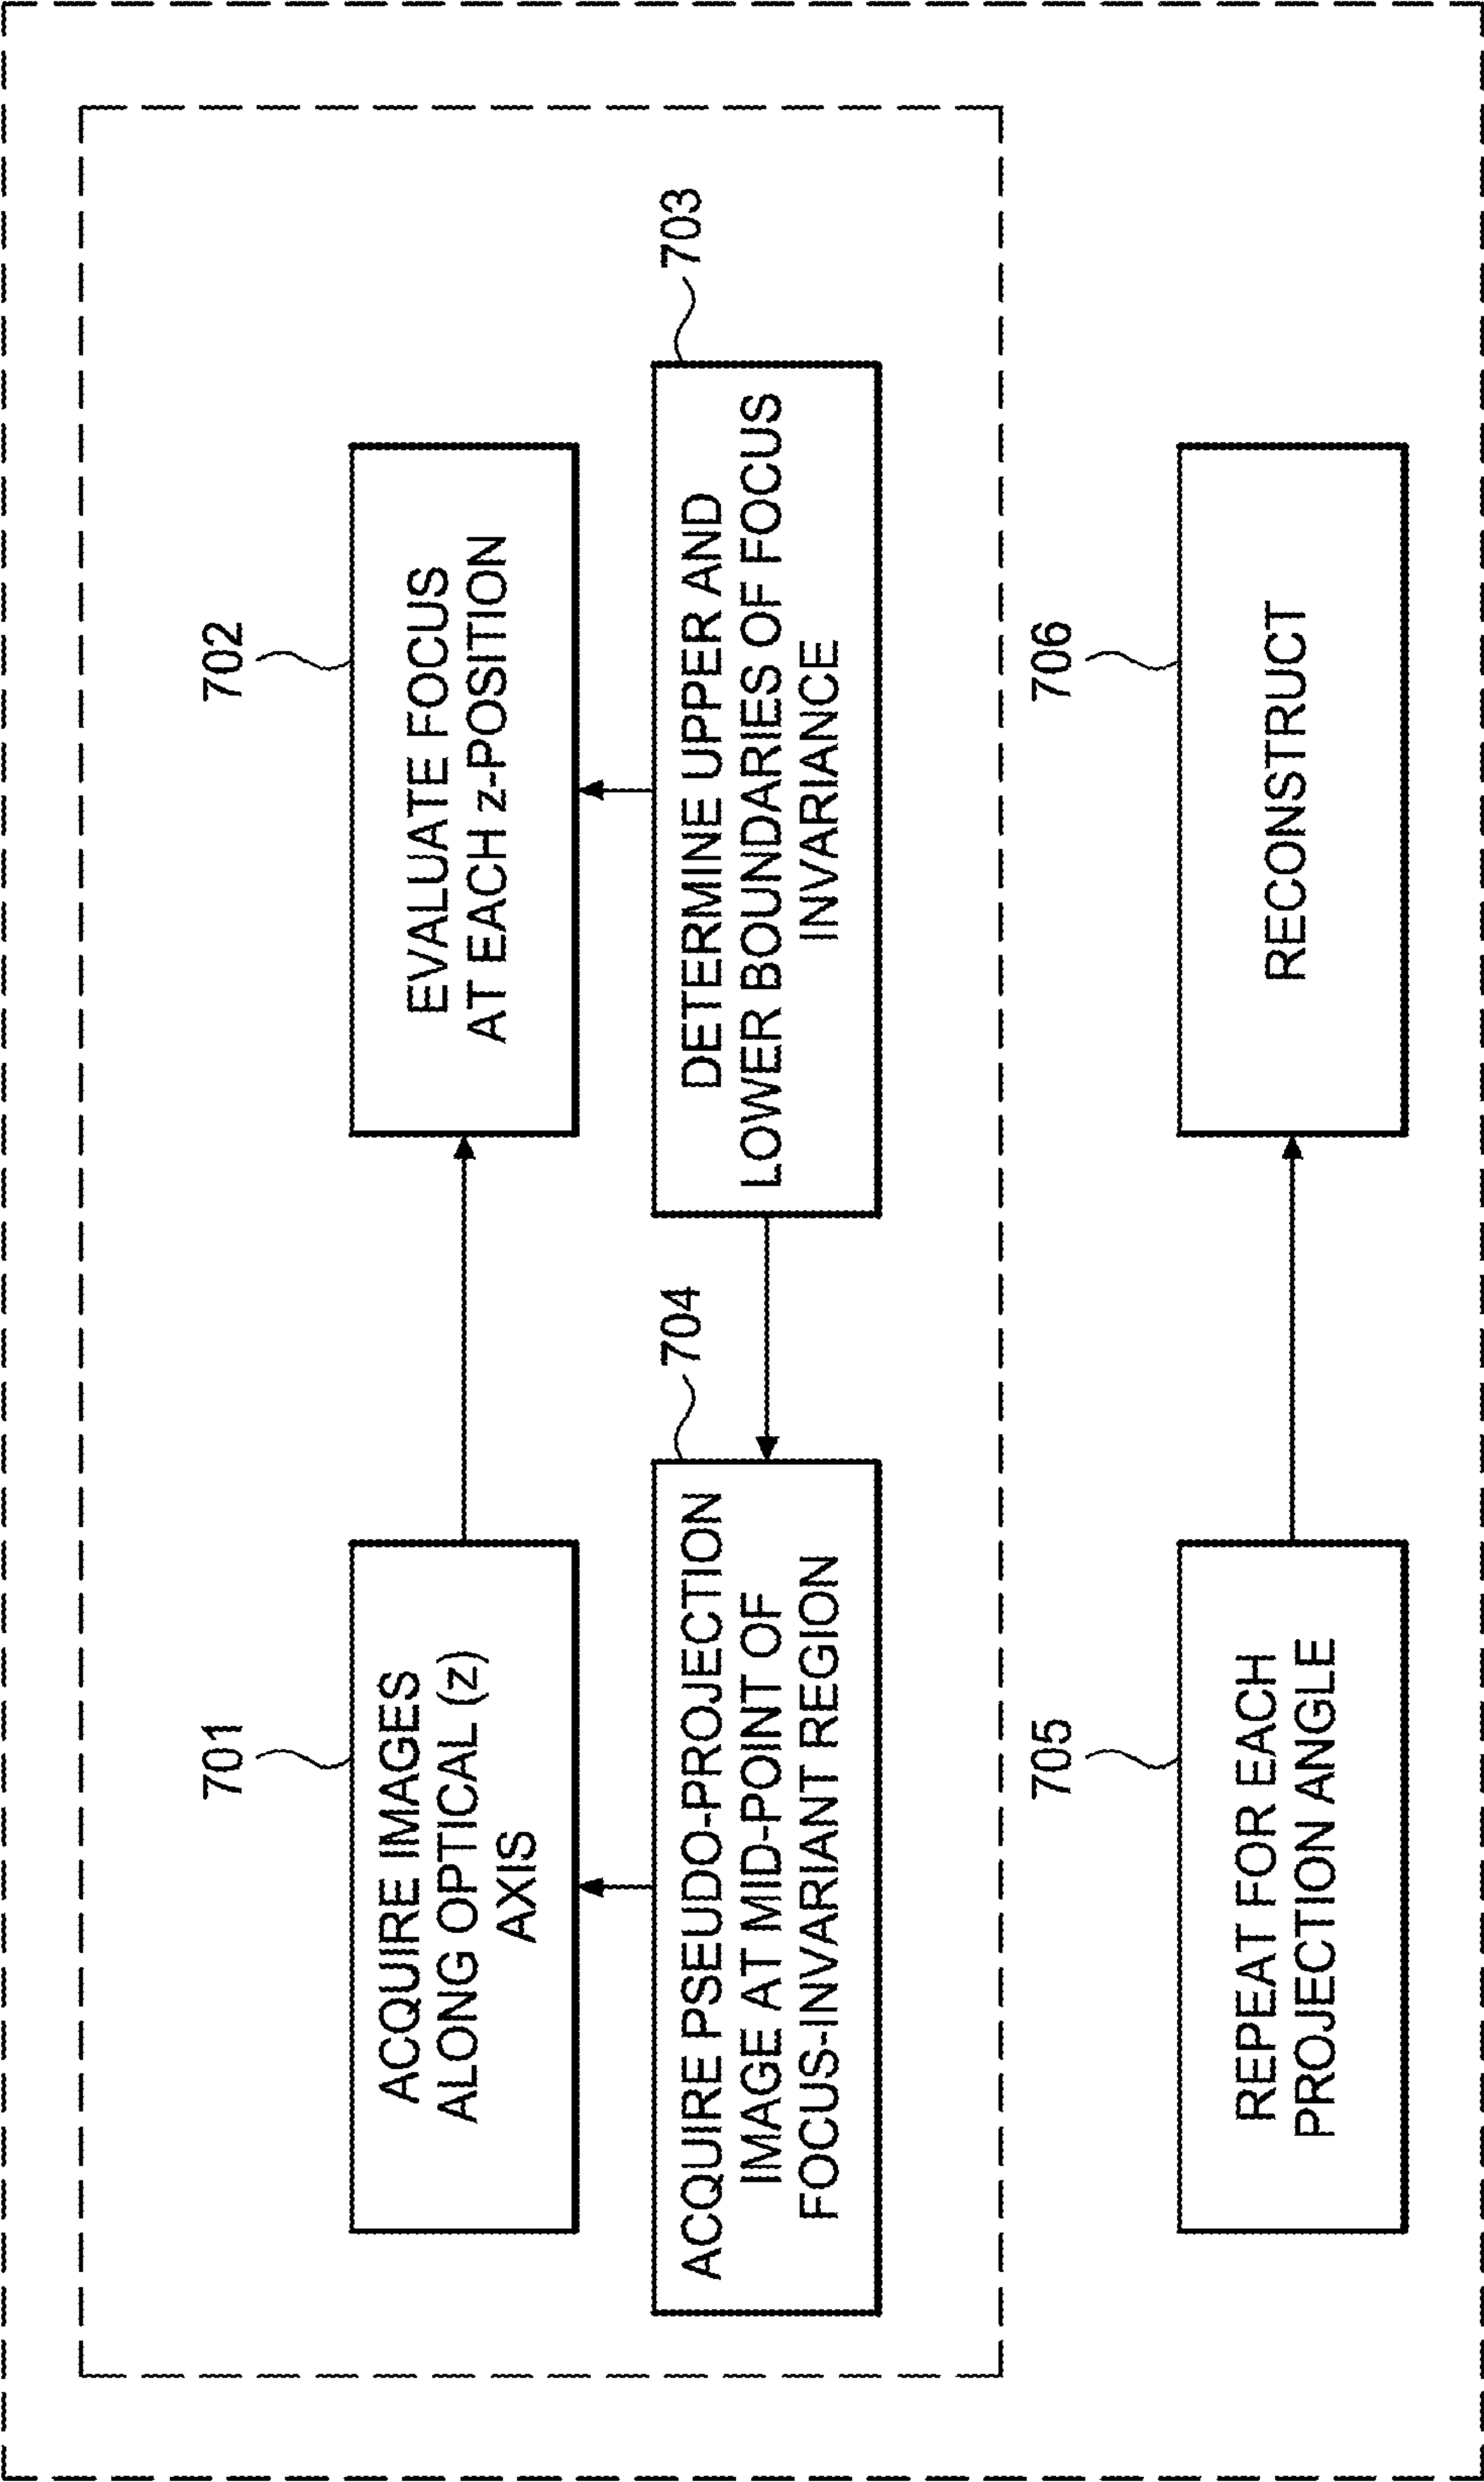 701
ACQUIRE IMAGES
ALONG OPTICAL (z)
AXIS
702
EVALUATE FOCUS
AT EACH z-POSITION
704
ACQUIRE PSEUDO-PROJECTION
IMAGE AT MID-POINT OF
FOCUS-INVARIANT REGION
703
DETERMINE UPPER AND
LOWER BOUNDARIES OF FOCUS
INVARIANCE
705
REPEAT FOR EACH
PROJECTION ANGLE
706
RECONSTRUCT